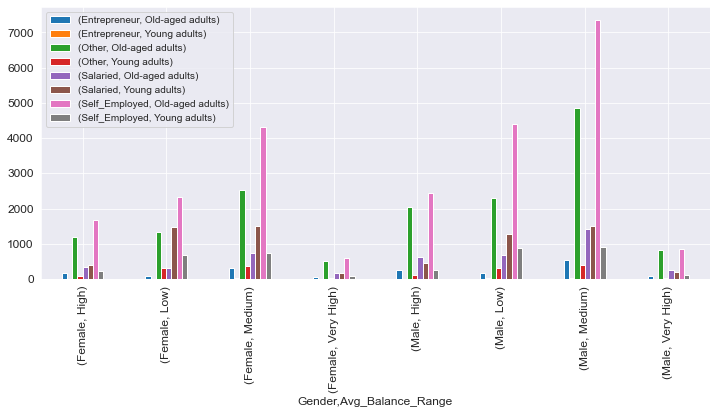 (Entrepreneur, Old-aged adults)
(Entrepreneur, Young adults)
(Other, Old-aged adults)
(Other, Young adults)
(Salaried, Old-aged adults)
(Salaried, Young adults)
(Self_Employed, Old-aged adults)
(Self_Employed, Young adults)
7000
6000
5000
4000
3000
2000
1000
0
(Female, High)
(Female, Low)
(Female, Medium)
(Female, Very High)
(Male, High)
(Male, Low)
(Male, Medium)
(Male, Very High)
Gender,Avg_Balance_Range